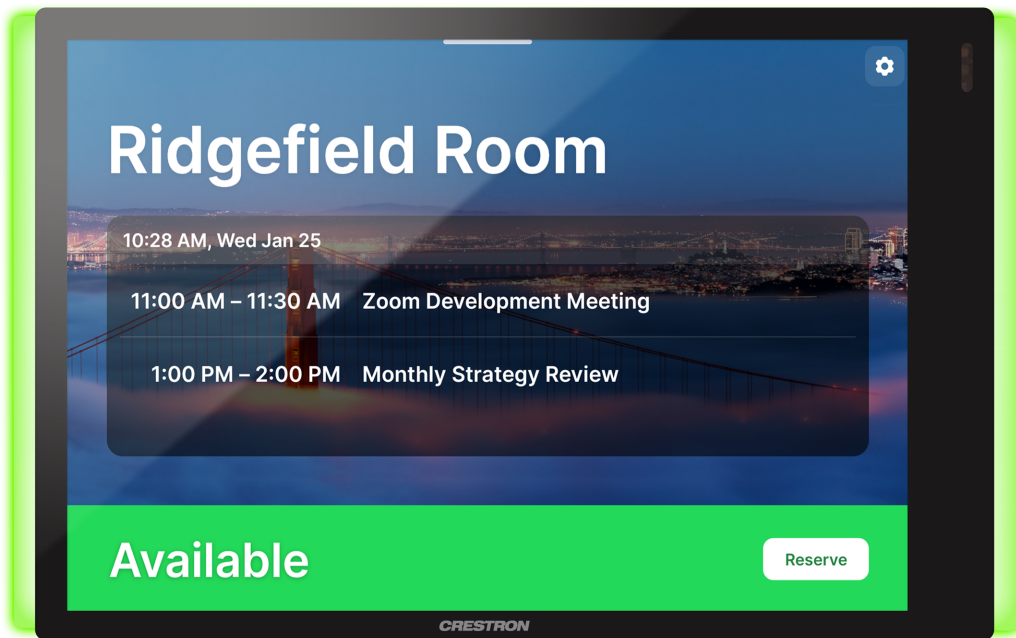 Ridgefield Room
10:28 AM, Wed Jan 25
11:00 AM – 11:30 AM Zoom Development Meeting
1:00 PM – 2:00 PM Monthly Strategy Review
Available
Reserve
CRESTRON